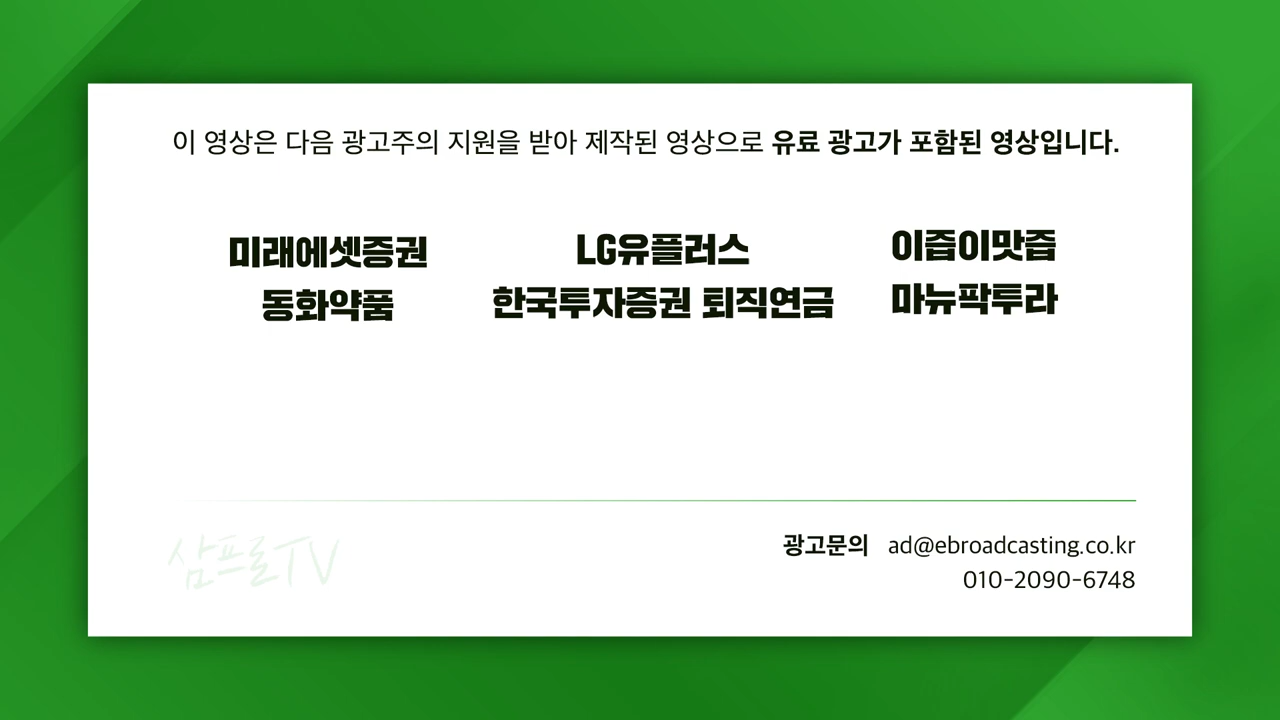 이 영상은 다음 광고주의 지원을 받아 제작된 영상으로 유료 광고가 포함된 영상입니다.
미래에셋증권 LG유플러스 이즙이맛즙
동화약품 한국투자증권 퇴직연금 마뉴팍투라
삼프로TV
광고문의 ad@ebroadcasting.co.kr
010-2090-6748